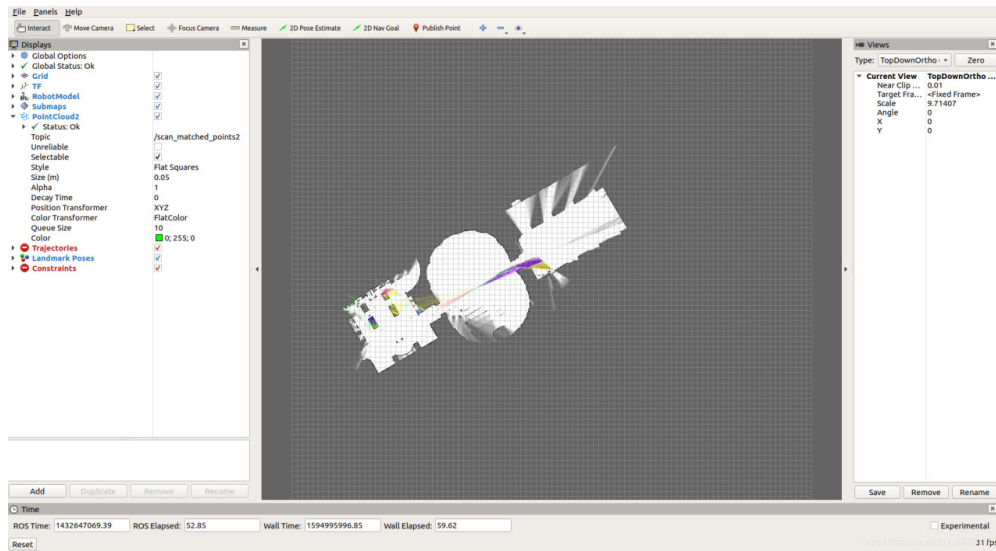 File Panels Help
Interact Move Camera Select Focus Camera Measure 2D Pose Estimate 2D Nav Goal Publish Point
Displays
Global Options
Global Status: Ok
Grid
TF
RobotModel
Submaps
PointCloud2
Status: Ok
Topic /scan_matched_points2
Unreliable
Selectable
Style Flat Squares
Size (m) 0.05
Alpha 1
Decay Time 0
Position Transformer XYZ
Color Transformer FlatColor
Queue Size 10
Color 0; 255; 0
Trajectories
Landmark Poses
Constraints
Add Duplicate Remove Rename
Views
Type: TopDownOrtho Zero
Current View TopDownOrtho ...
Near Clip ... 0.01
Target Fra... <Fixed Frame>
Scale 9.71407
Angle 0
X 0
Y 0
Save Remove Rename
Time
ROS Time: 1432647069.39 ROS Elapsed: 52.85 Wall Time: 1594995996.85 Wall Elapsed: 59.62 Experimental
Reset 31 fps